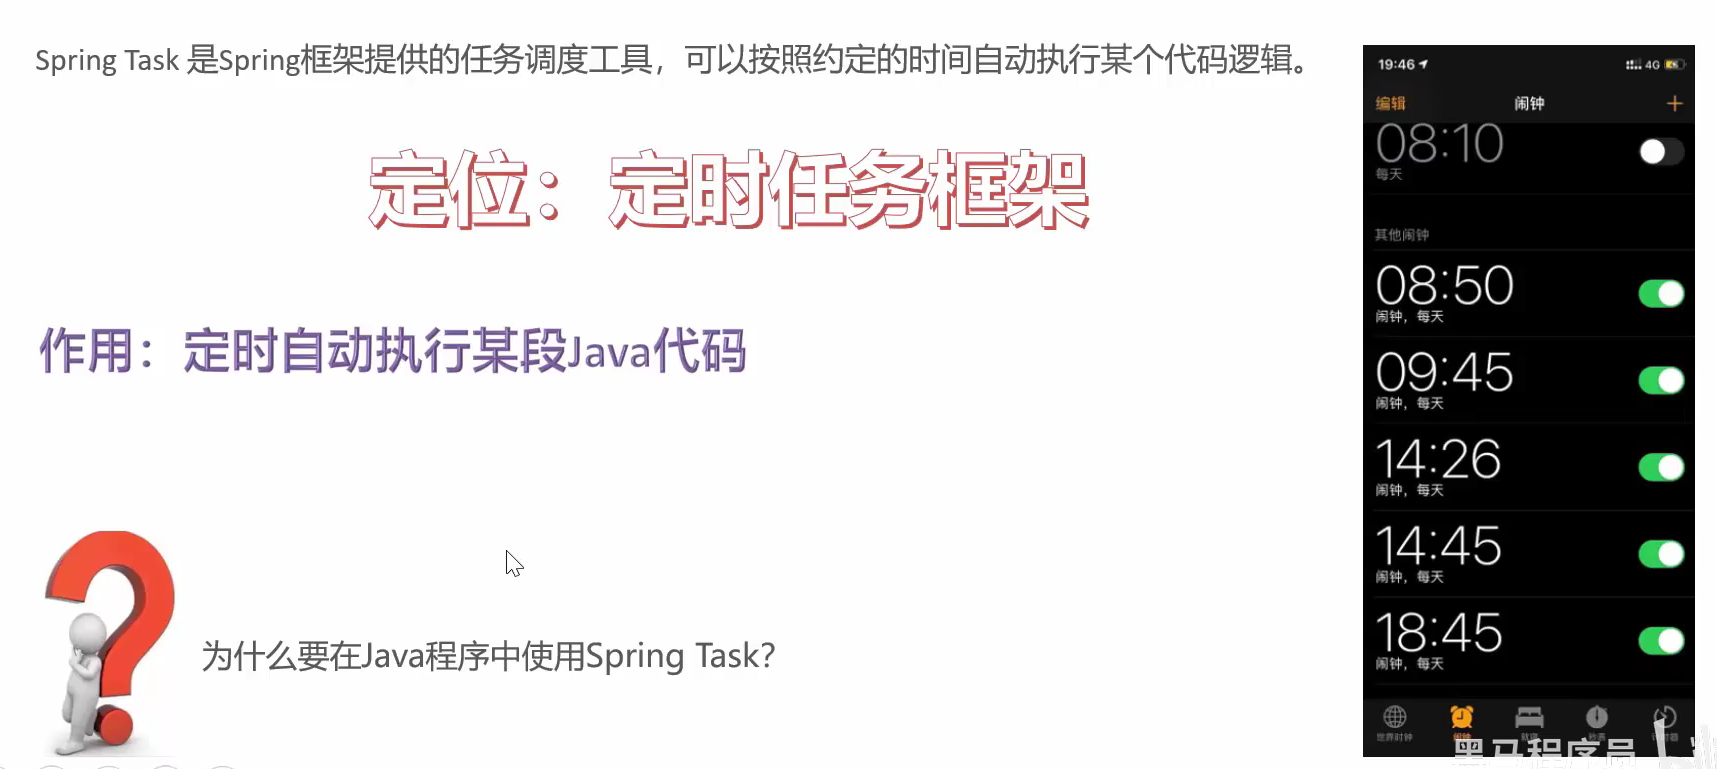 Spring Task 是Spring框架提供的任务调度工具，可以按照约定的时间自动执行某个代码逻辑。
定位：定时任务框架
作用：定时自动执行某段Java代码
为什么要在Java程序中使用Spring Task?
19:46
4G
编辑
闹钟
+
08:10
每天
其他闹钟
08:50
闹钟，每天
09:45
闹钟，每天
14:26
闹钟，每天
14:45
闹钟，每天
18:45
闹钟，每天
世界时钟
闹钟
黑马程序员